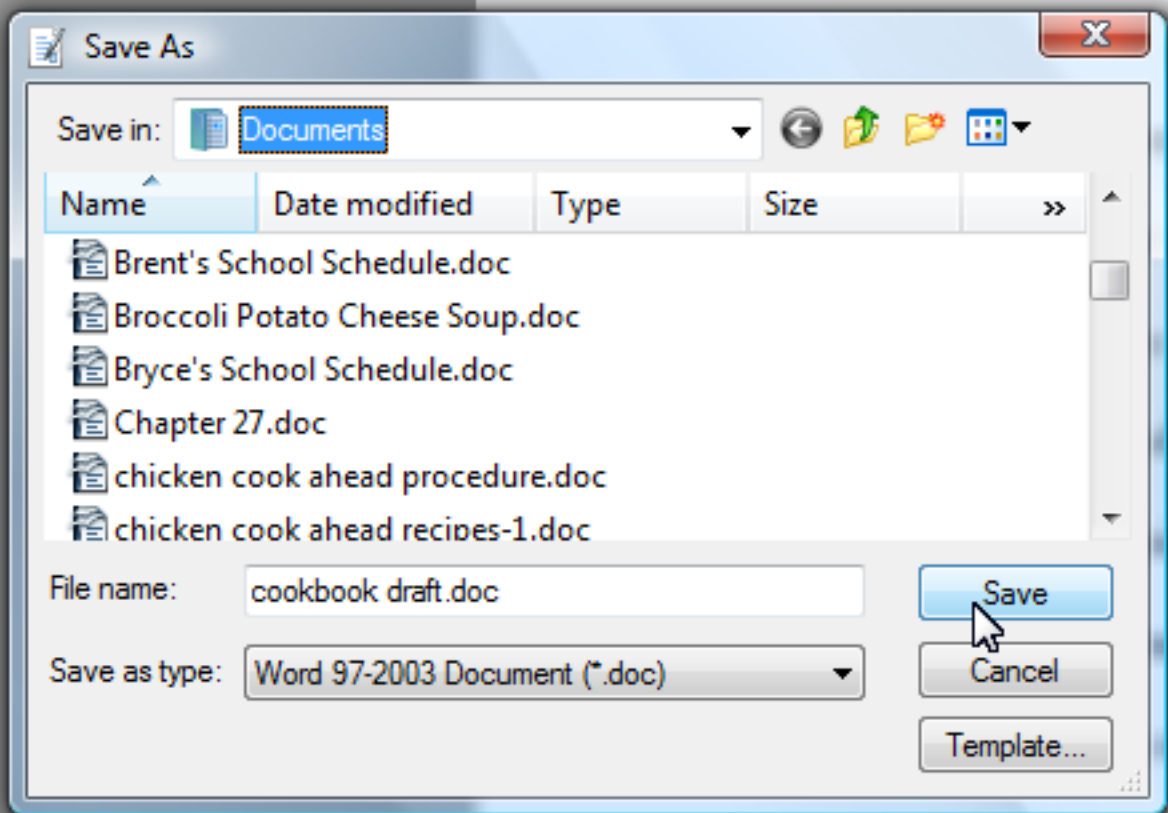 Save As
Save in: Documents
Name Date modified Type Size »
Brent's School Schedule.doc
Broccoli Potato Cheese Soup.doc
Bryce's School Schedule.doc
Chapter 27.doc
chicken cook ahead procedure.doc
chicken cook ahead recipes-1.doc
File name: cookbook draft.doc Save
Save as type: Word 97-2003 Document (*.doc) Cancel
Template...